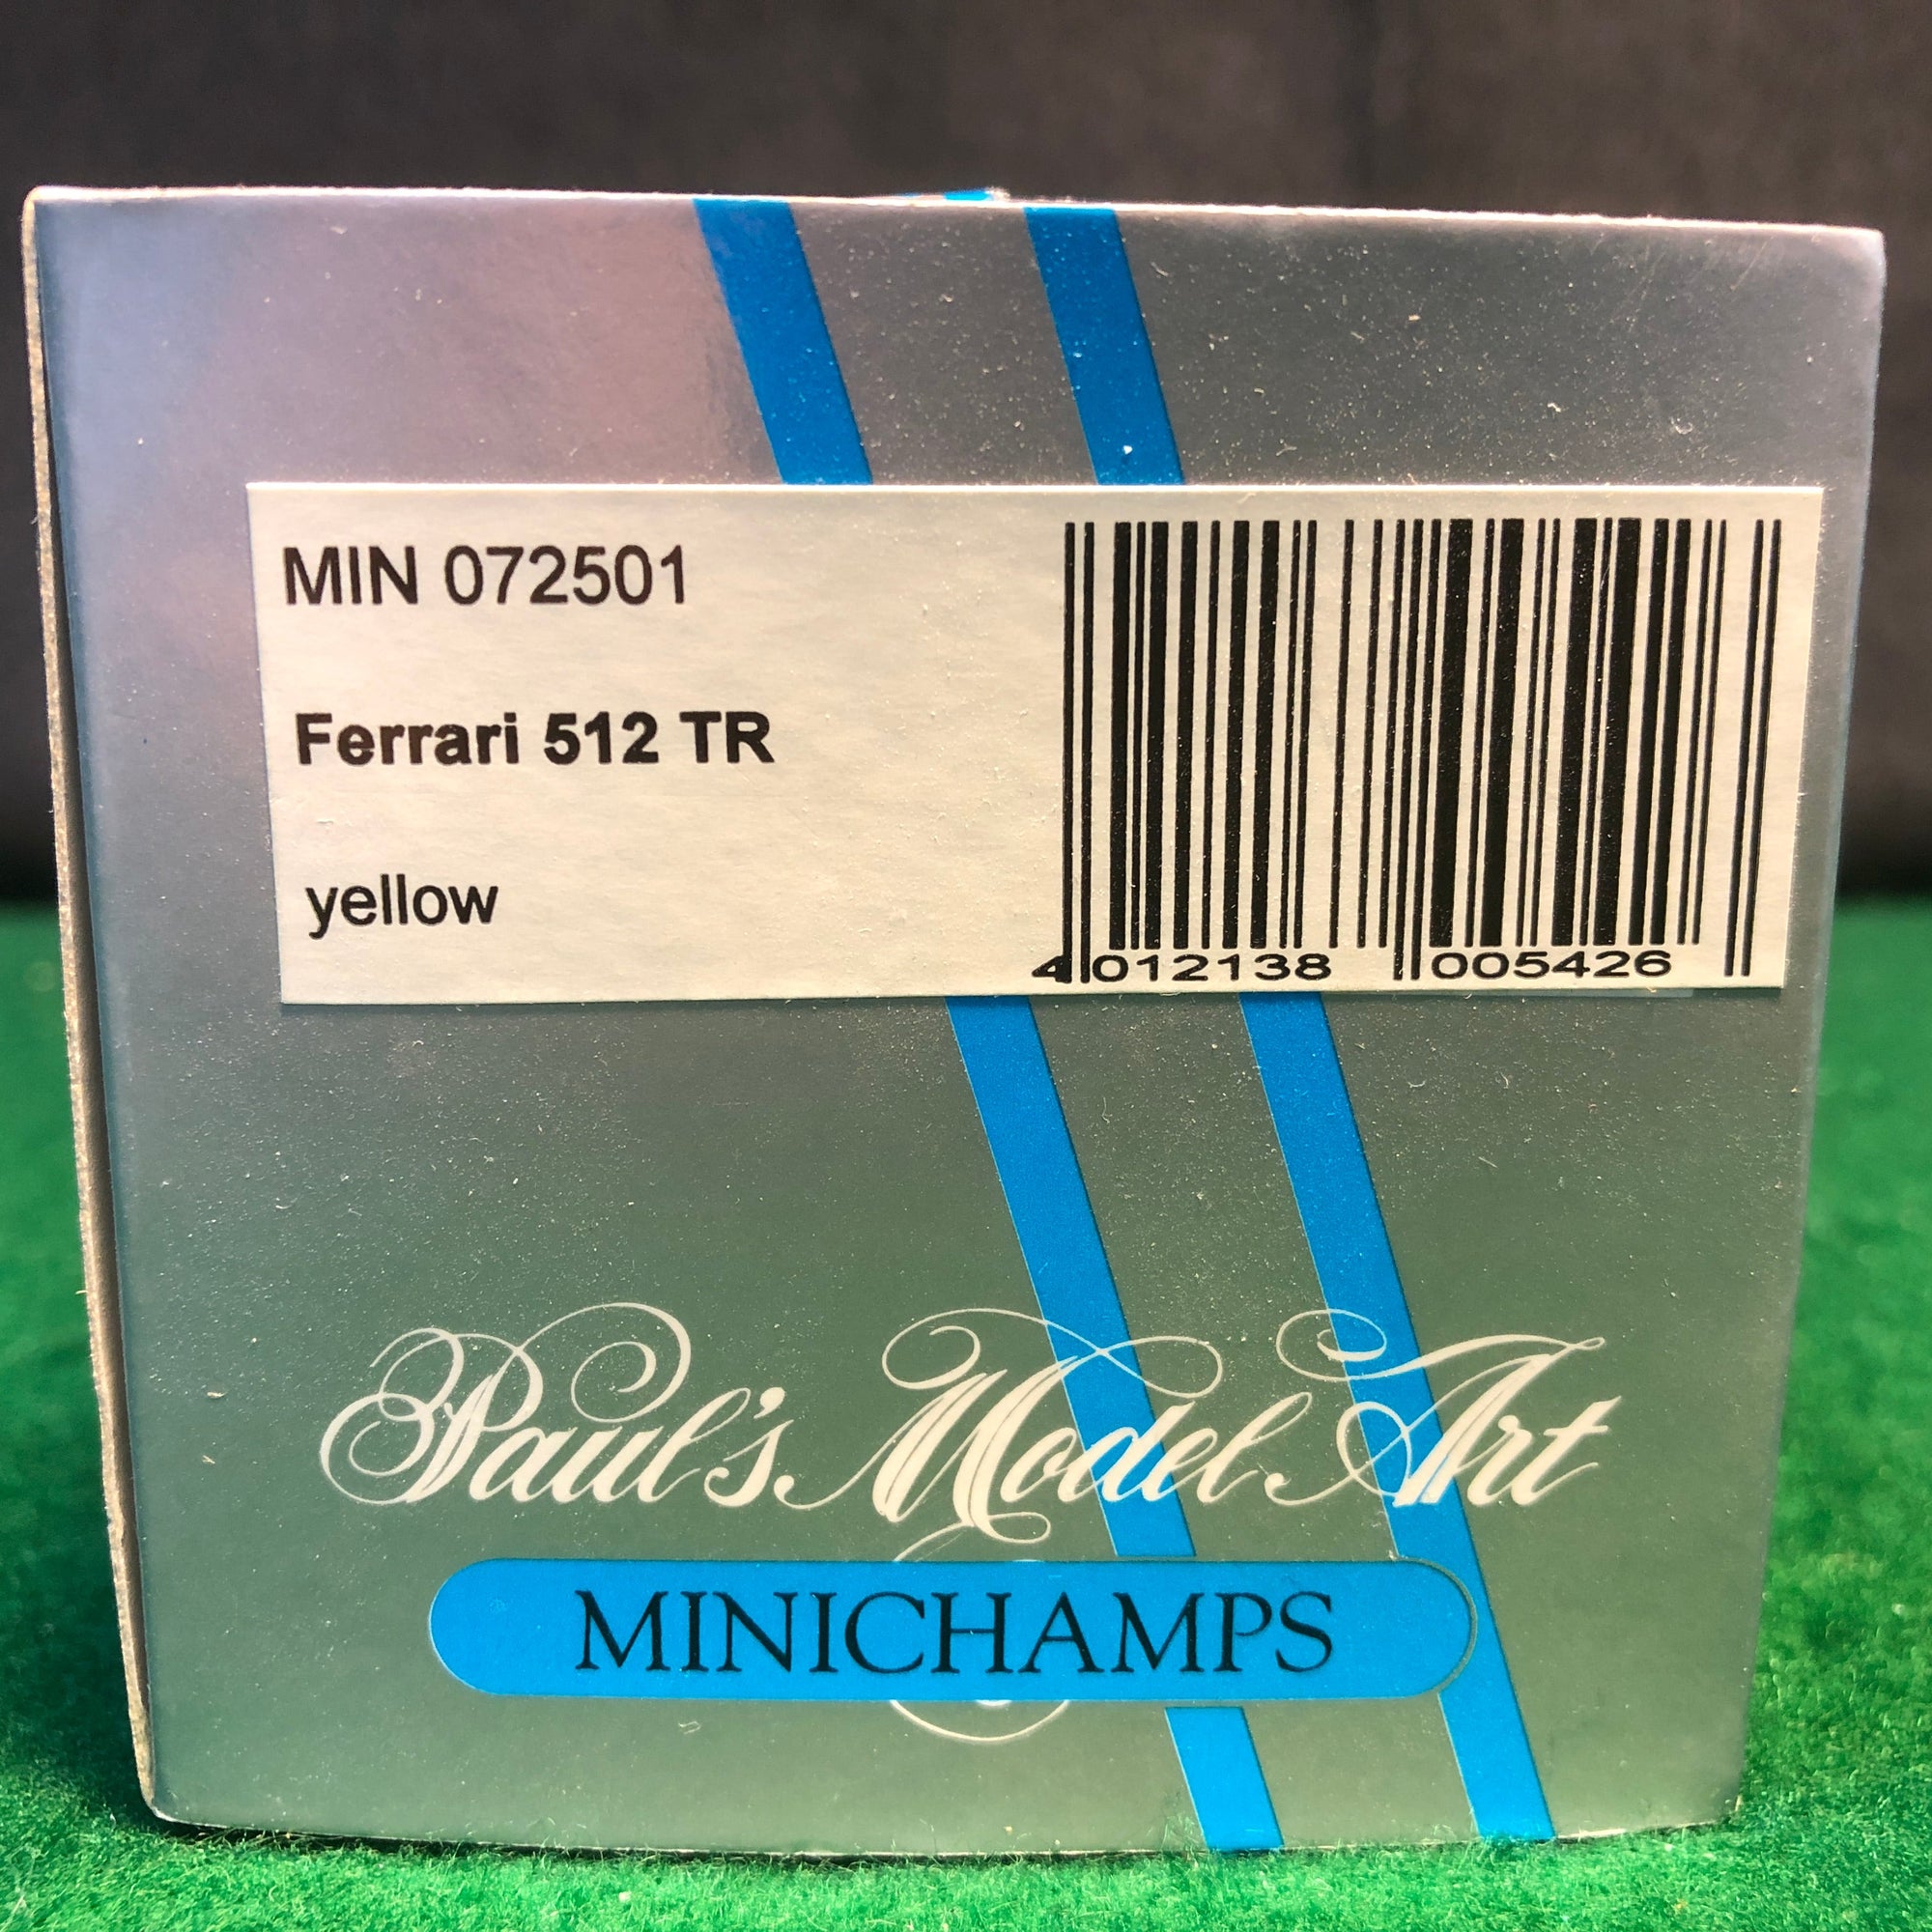 MIN 072501
Ferrari 512 TR
yellow
4 012138 005426
Paul's Model Art
MINICHAMPS